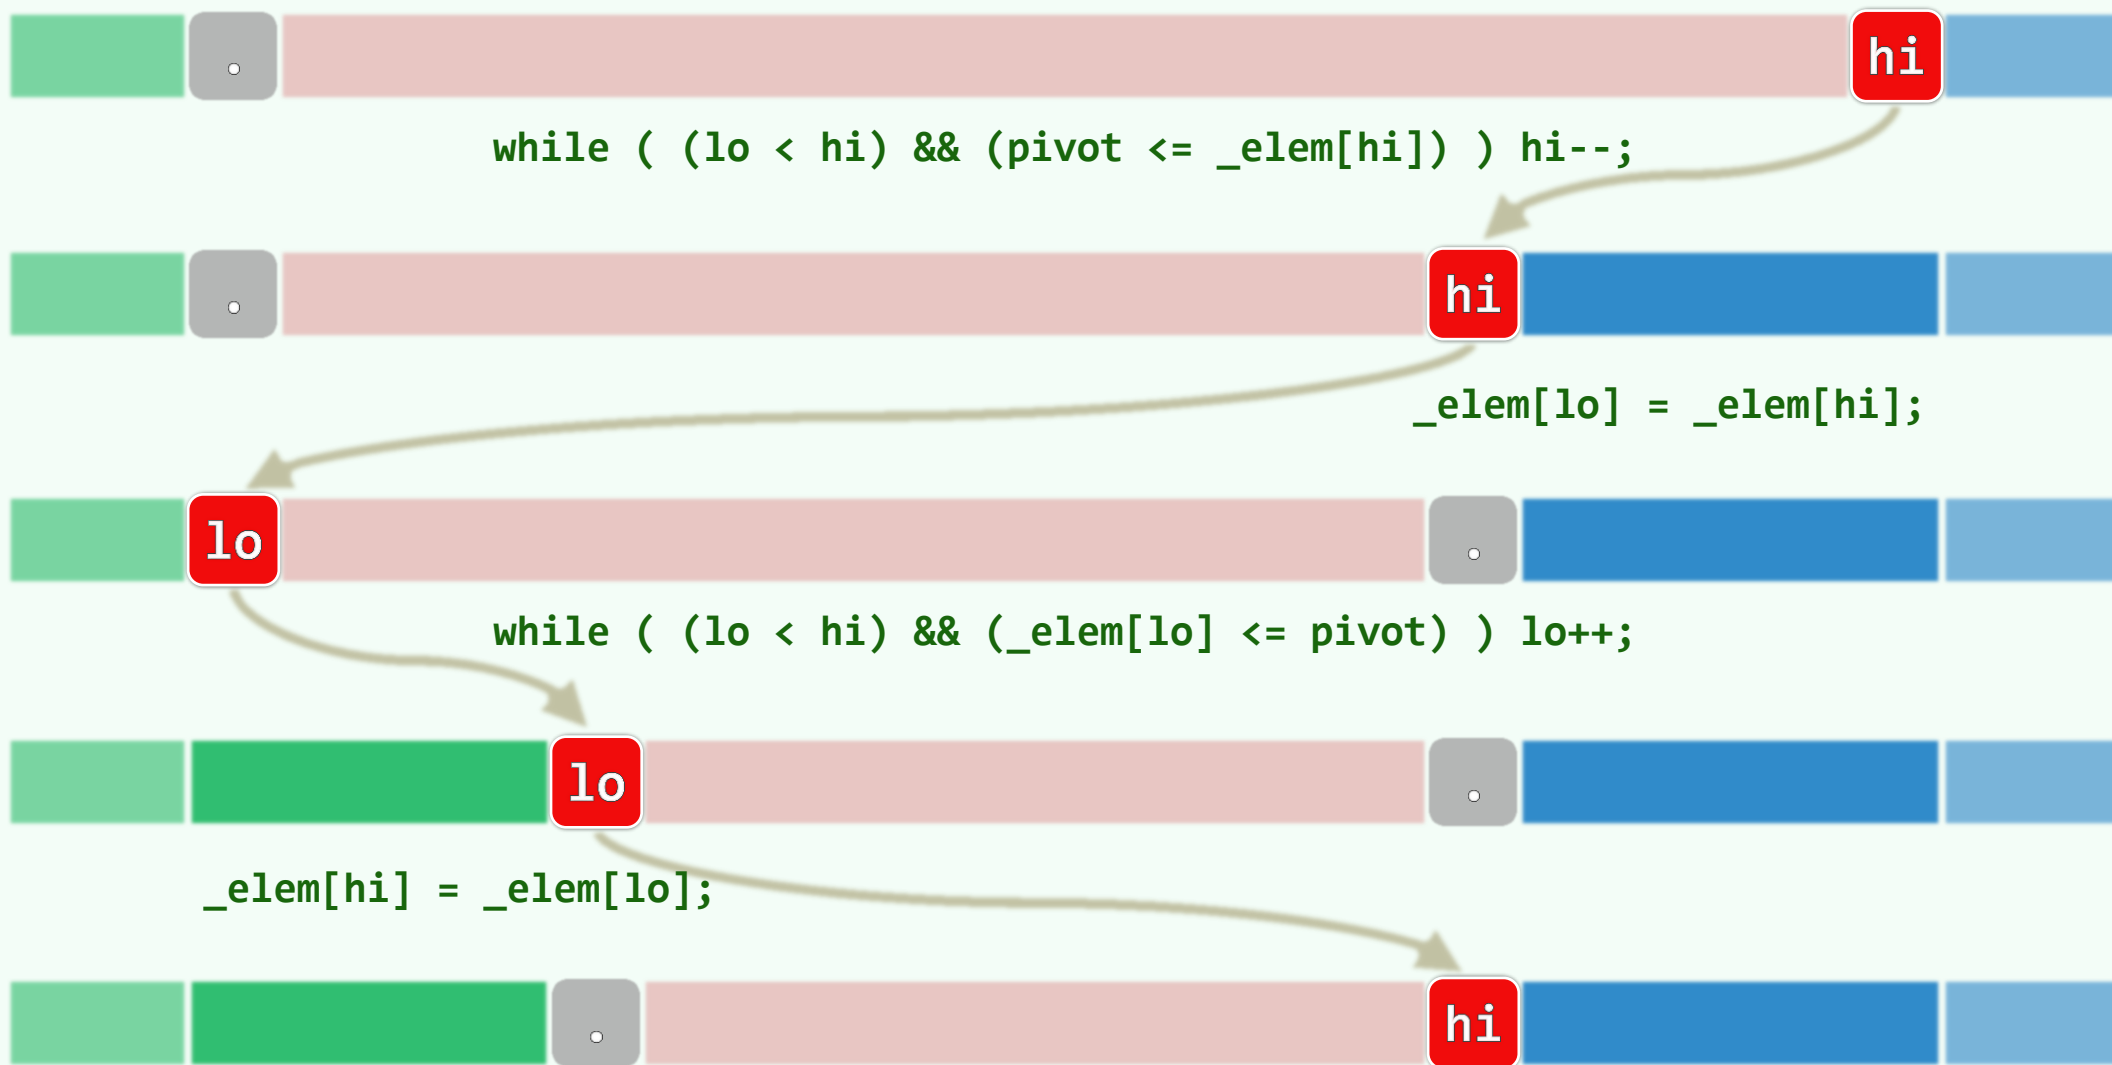 . hi
while ( (lo < hi) && (pivot <= _elem[hi]) ) hi--;
. hi
_elem[lo] = _elem[hi];
lo .
while ( (lo < hi) && (_elem[lo] <= pivot) ) lo++;
lo .
_elem[hi] = _elem[lo];
. hi